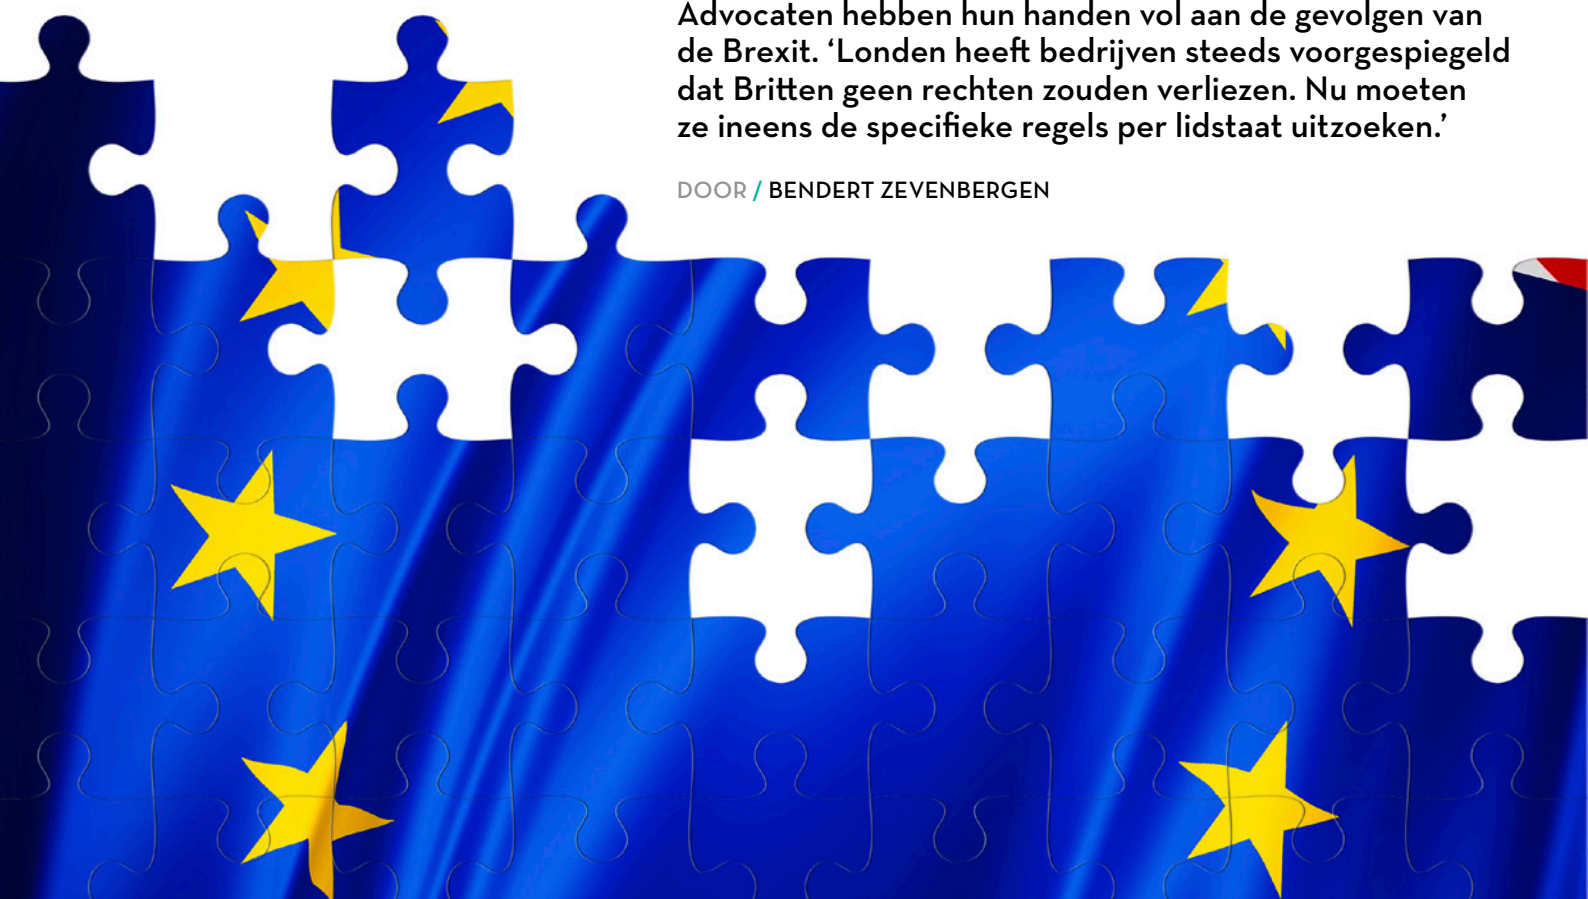 Advocaten hebben hun handen vol aan de gevolgen van
de Brexit. ‘Londen heeft bedrijven steeds voorgespiegeld
dat Britten geen rechten zouden verliezen. Nu moeten
ze ineens de specifieke regels per lidstaat uitzoeken.’
DOOR / BENDERT ZEVENBERGEN